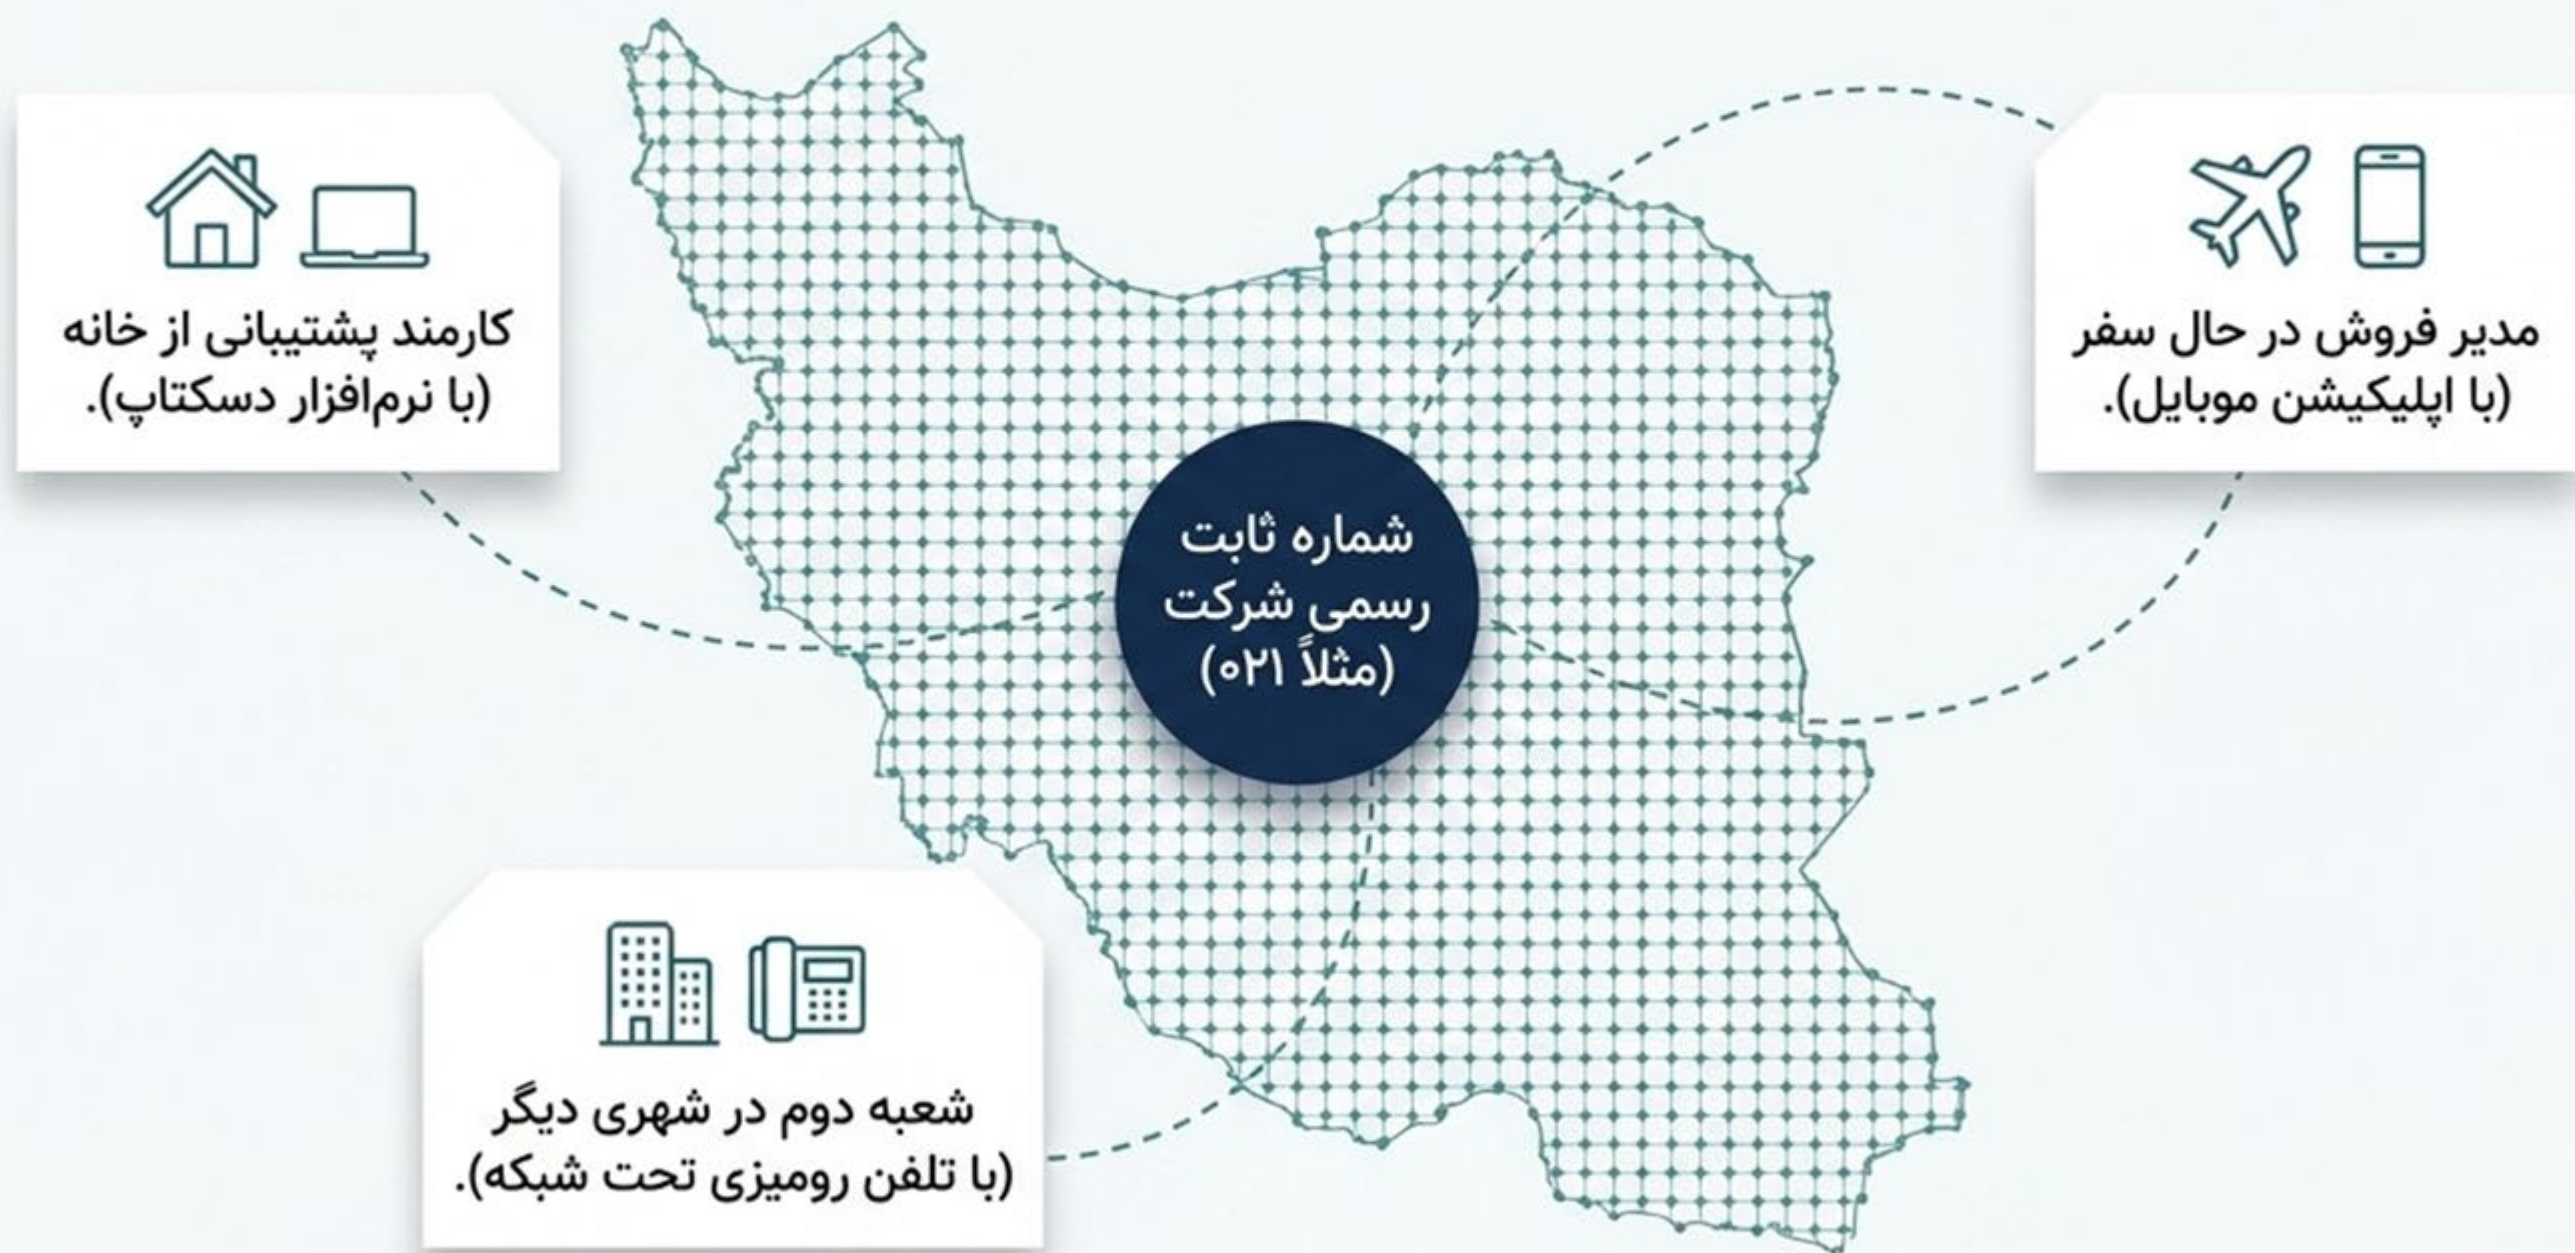 مدیر فروش در حال سفر
(با اپلیکیشن موبایل).
کارمند پشتیبانی از خانه
(با نرم‌افزار دسکتاپ).
شماره ثابت
رسمی شرکت
(مثلاً ۰۲۱)
شعبه دوم در شهری دیگر
(با تلفن رومیزی تحت شبکه).